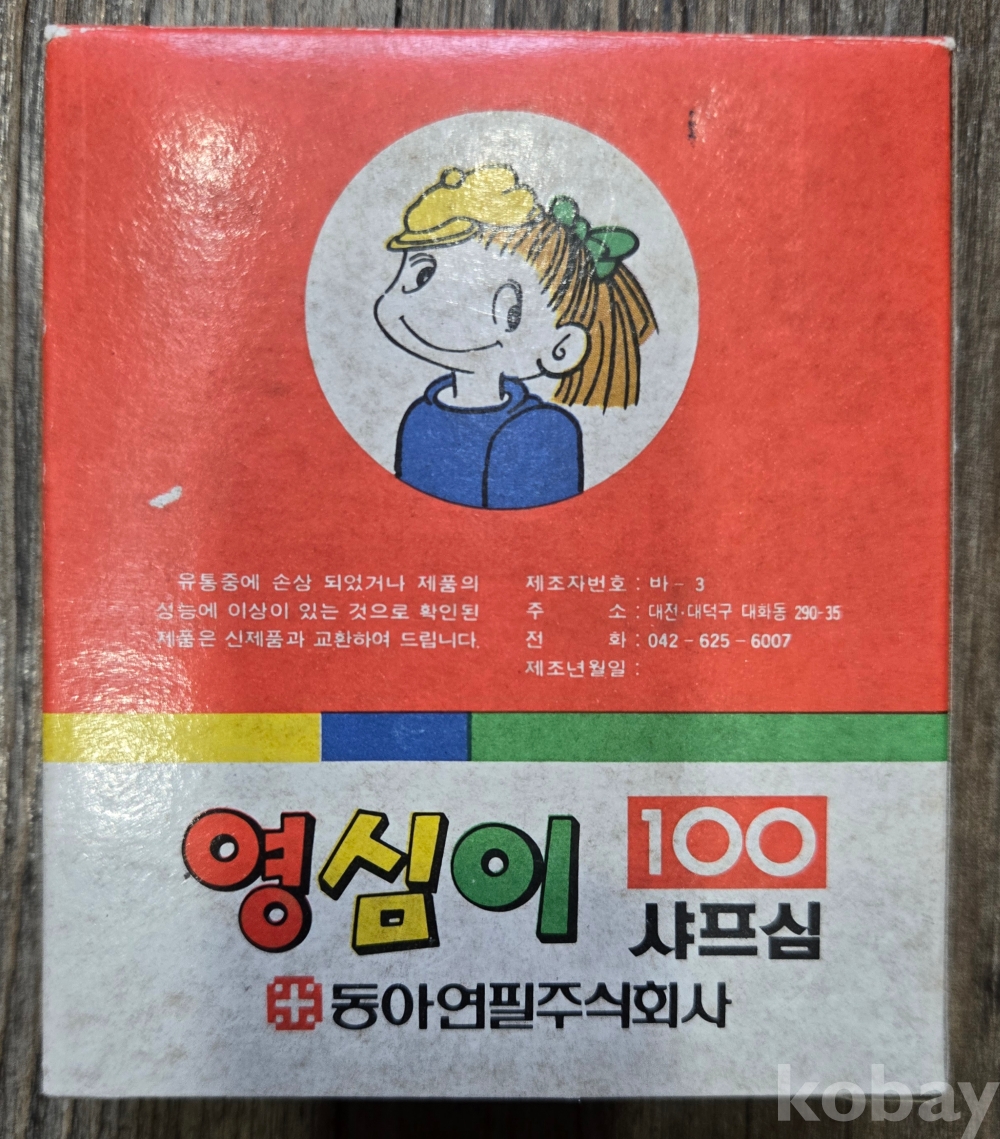 유통중에 손상 되었거나 제품의
성능에 이상이 있는 것으로 확인된
제품은 신제품과 교환하여 드립니다.
제조자번호 : 바 - 3
주 소 : 대전·대덕구 대화동 290-35
전 화 : 042 - 625 - 6007
제조년월일 :
영심이
100
샤프심
동아연필주식회사
kobay